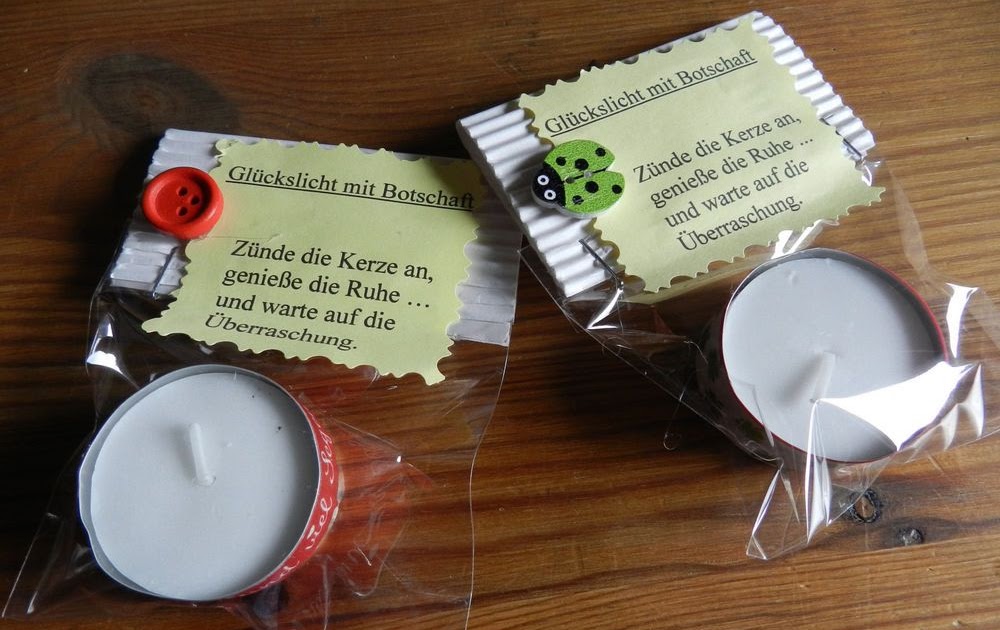 Glückslicht mit Botschaft
Zünde die Kerze an,
genieße die Ruhe ...
und warte auf die
Überraschung.
Glückslicht mit Botschaft
Zünde die Kerze an,
genieße die Ruhe ...
und warte auf die
Überraschung.
Viel